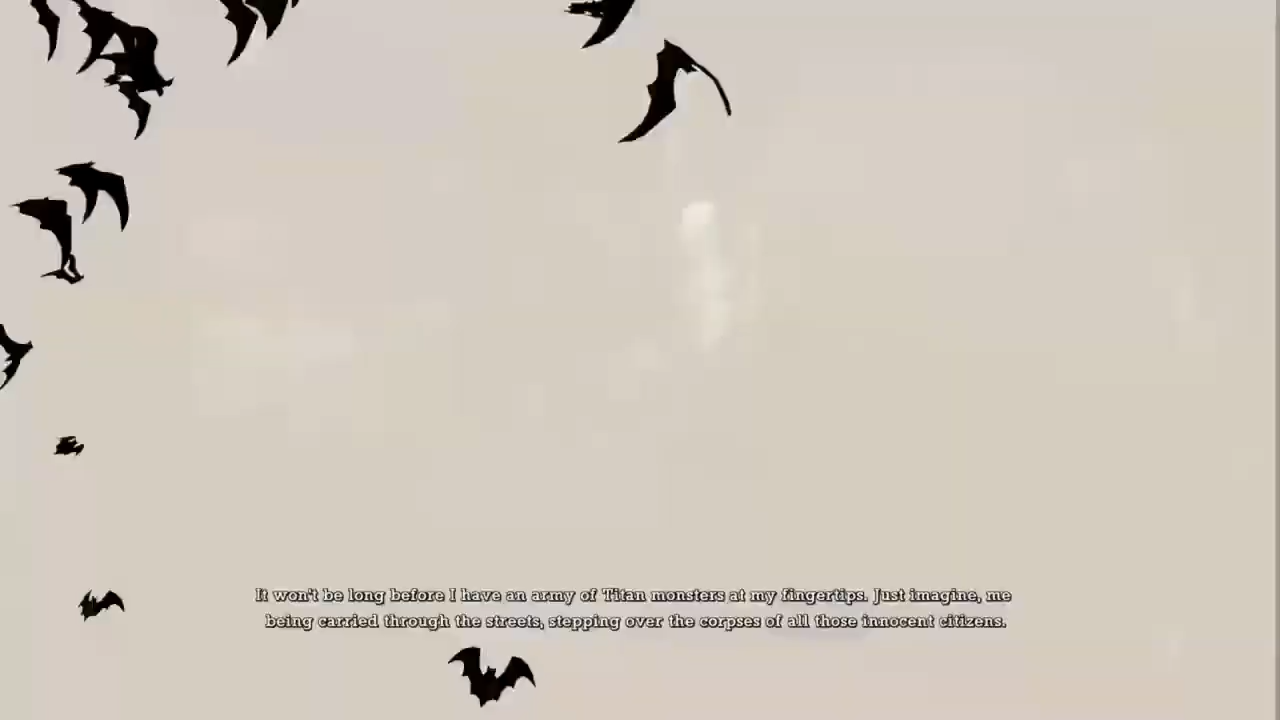 It won't be long before I have an army of Titan monsters at my fingertips. Just imagine, me
being carried through the streets, stepping over the corpses of all those innocent citizens.